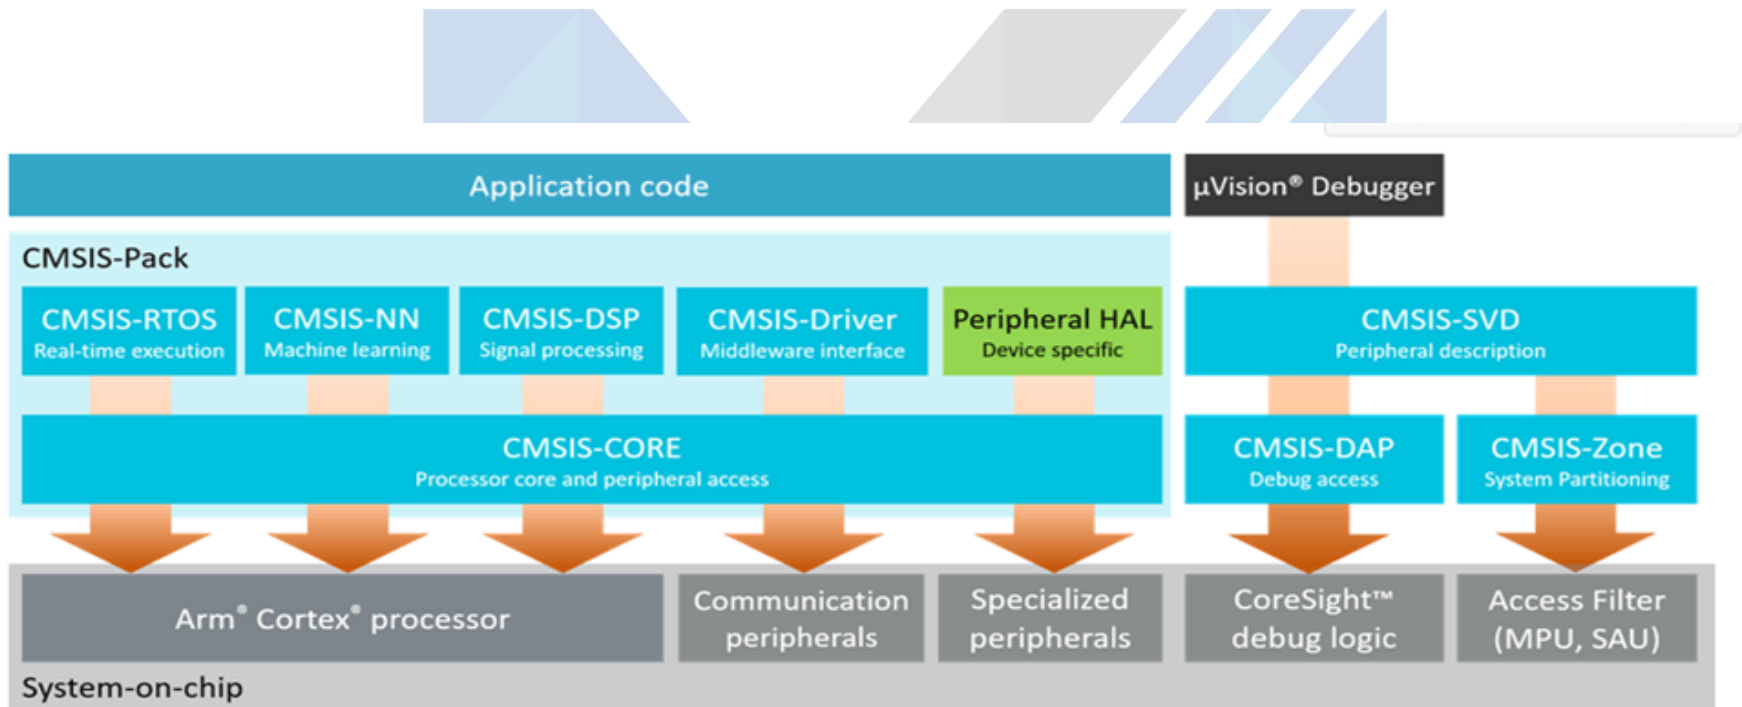 Application code
µVision® Debugger
CMSIS-Pack
CMSIS-RTOS
Real-time execution
CMSIS-NN
Machine learning
CMSIS-DSP
Signal processing
CMSIS-Driver
Middleware interface
Peripheral HAL
Device specific
CMSIS-SVD
Peripheral description
CMSIS-CORE
Processor core and peripheral access
CMSIS-DAP
Debug access
CMSIS-Zone
System Partitioning
Arm® Cortex® processor
Communication
peripherals
Specialized
peripherals
CoreSight™
debug logic
Access Filter
(MPU, SAU)
System-on-chip